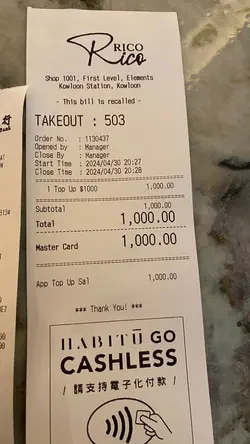 Rico
RICO
Rico
Shop 1001, First Level, Elements
Kowloon Station, Kowloon
- This bill is recalled -
TAKEOUT : 503
Order No. : 1130437
Opened by : Manager
Close By : Manager
Start Time : 2024/04/30 20:27
Close Time : 2024/04/30 20:28
1 Top Up $1000 1,000.00
Subtotal 1,000.00
Total 1,000.00
Master Card 1,000.00
App Top Up Sal 1,000.00
*** Thank You! ***
HABITŪ GO
CASHLESS
/ 請支持電子化付款 /